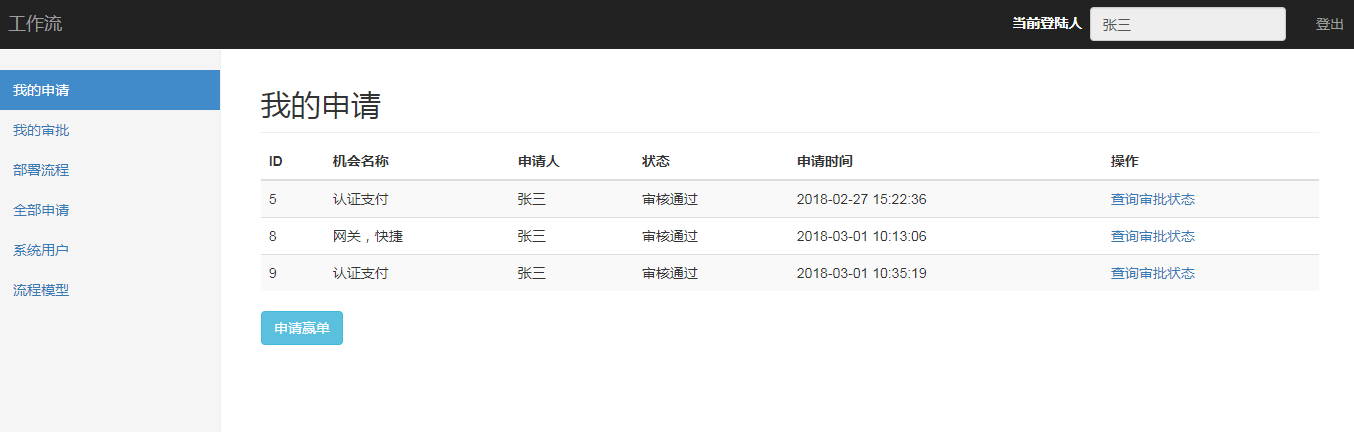 工作流 当前登陆人 张三 登出
我的申请
我的审批
部署流程
全部申请
系统用户
流程模型
我的申请
ID 机会名称 申请人 状态 申请时间 操作
5 认证支付 张三 审核通过 2018-02-27 15:22:36 查询审批状态
8 网关，快捷 张三 审核通过 2018-03-01 10:13:06 查询审批状态
9 认证支付 张三 审核通过 2018-03-01 10:35:19 查询审批状态
申请赢单